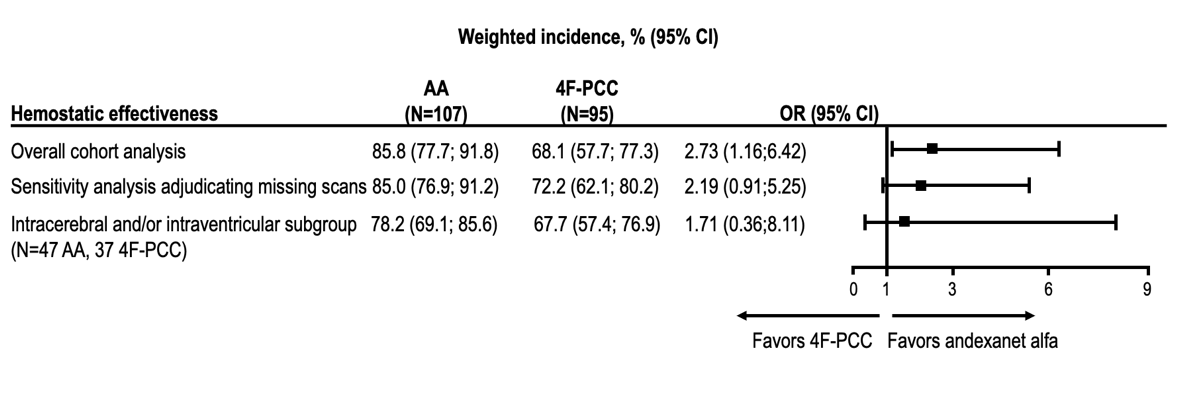 Weighted incidence, % (95% CI)
AA 4F-PCC
Hemostatic effectiveness (N=107) (N=95) OR (95% CI)
Overall cohort analysis 85.8 (77.7; 91.8) 68.1 (57.7; 77.3) 2.73 (1.16;6.42)
Sensitivity analysis adjudicating missing scans 85.0 (76.9; 91.2) 72.2 (62.1; 80.2) 2.19 (0.91;5.25)
Intracerebral and/or intraventricular subgroup 78.2 (69.1; 85.6) 67.7 (57.4; 76.9) 1.71 (0.36;8.11)
(N=47 AA, 37 4F-PCC)
0 1 3 6 9
Favors 4F-PCC Favors andexanet alfa